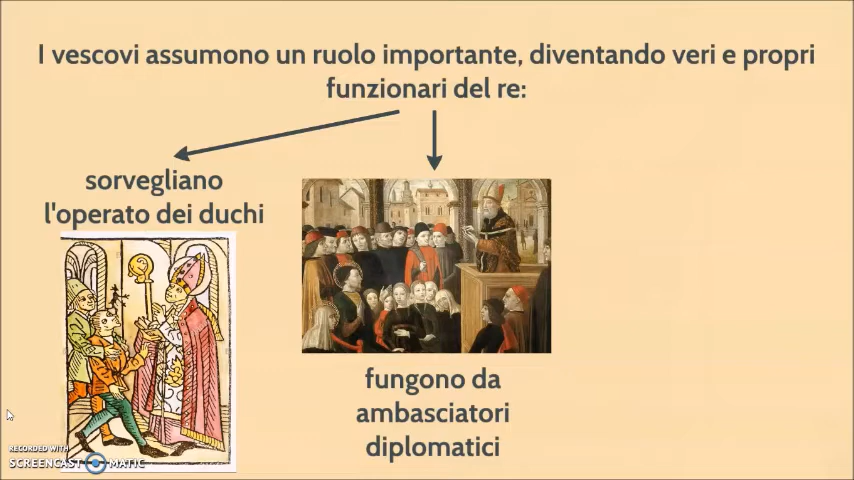 I vescovi assumono un ruolo importante, diventando veri e propri
funzionari del re:
sorvegliano
l'operato dei duchi
fungono da
ambasciatori
diplomatici
RECORDED WITH
SCREENCAST MATIC